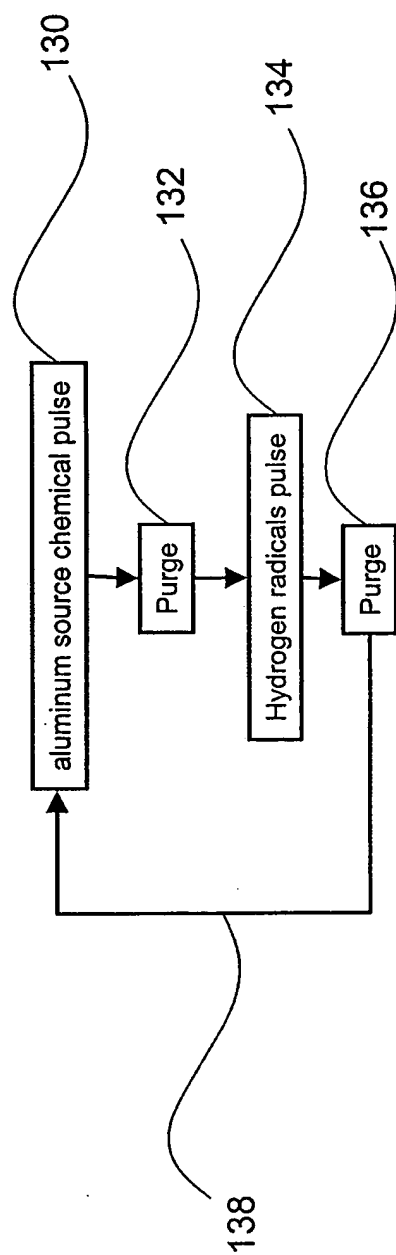 130
aluminum source chemical pulse
132
Purge
134
Hydrogen radicals pulse
136
Purge
138